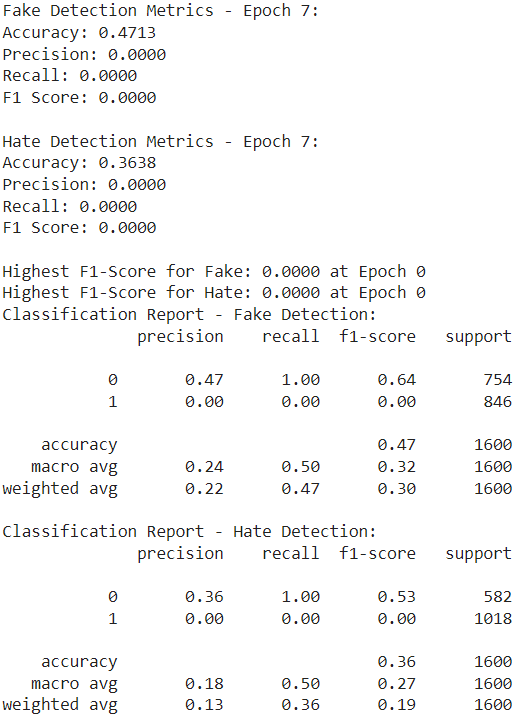 Fake Detection Metrics - Epoch 7:
Accuracy: 0.4713
Precision: 0.0000
Recall: 0.0000
F1 Score: 0.0000

Hate Detection Metrics - Epoch 7:
Accuracy: 0.3638
Precision: 0.0000
Recall: 0.0000
F1 Score: 0.0000

Highest F1-Score for Fake: 0.0000 at Epoch 0
Highest F1-Score for Hate: 0.0000 at Epoch 0
Classification Report - Fake Detection:
              precision    recall  f1-score   support

           0       0.47      1.00      0.64       754
           1       0.00      0.00      0.00       846

    accuracy                           0.47      1600
   macro avg       0.24      0.50      0.32      1600
weighted avg       0.22      0.47      0.30      1600

Classification Report - Hate Detection:
              precision    recall  f1-score   support

           0       0.36      1.00      0.53       582
           1       0.00      0.00      0.00      1018

    accuracy                           0.36      1600
   macro avg       0.18      0.50      0.27      1600
weighted avg       0.13      0.36      0.19      1600